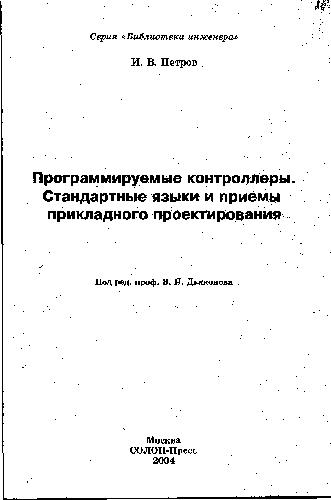 Серия «Библиотека инженера»
И. В. Петров
Программируемые контроллеры.
Стандартные языки и приемы
прикладного проектирования
Под ред. проф. В. П. Дьяконова
Москва
СОЛОН-Пресс
2004